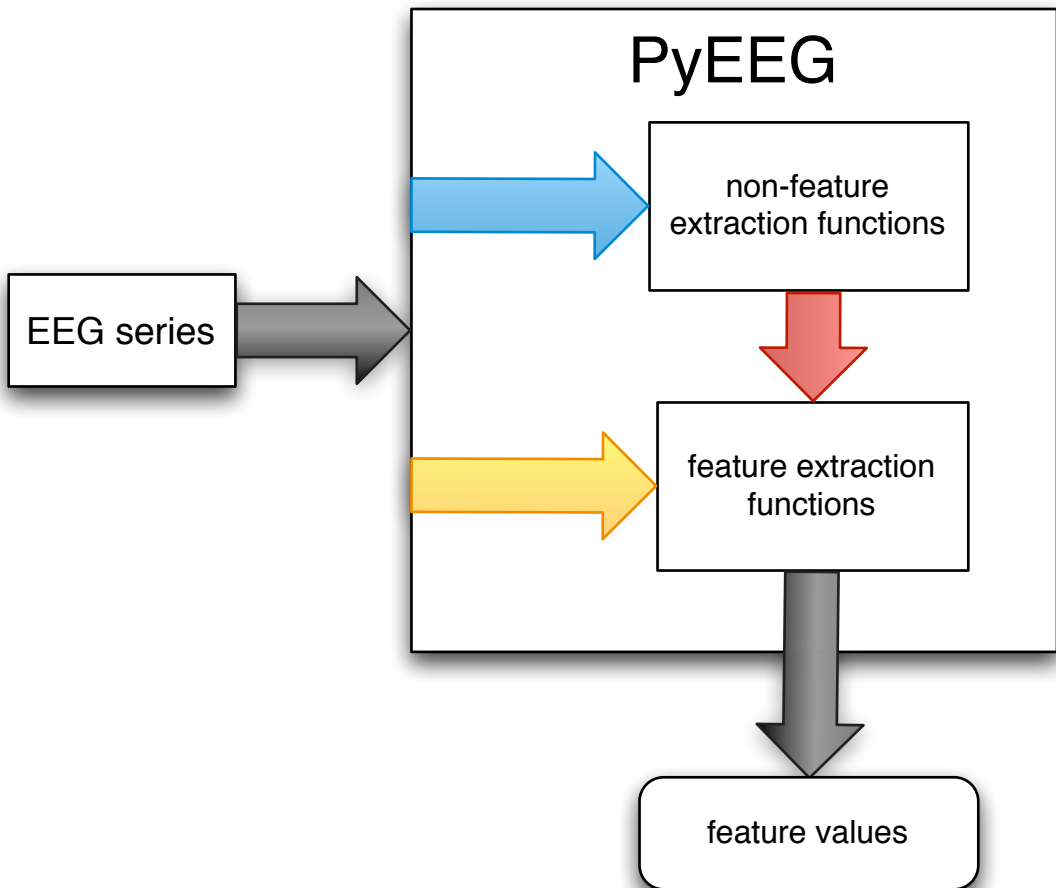 PyEEG
non-feature
extraction functions
EEG series
feature extraction
functions
feature values